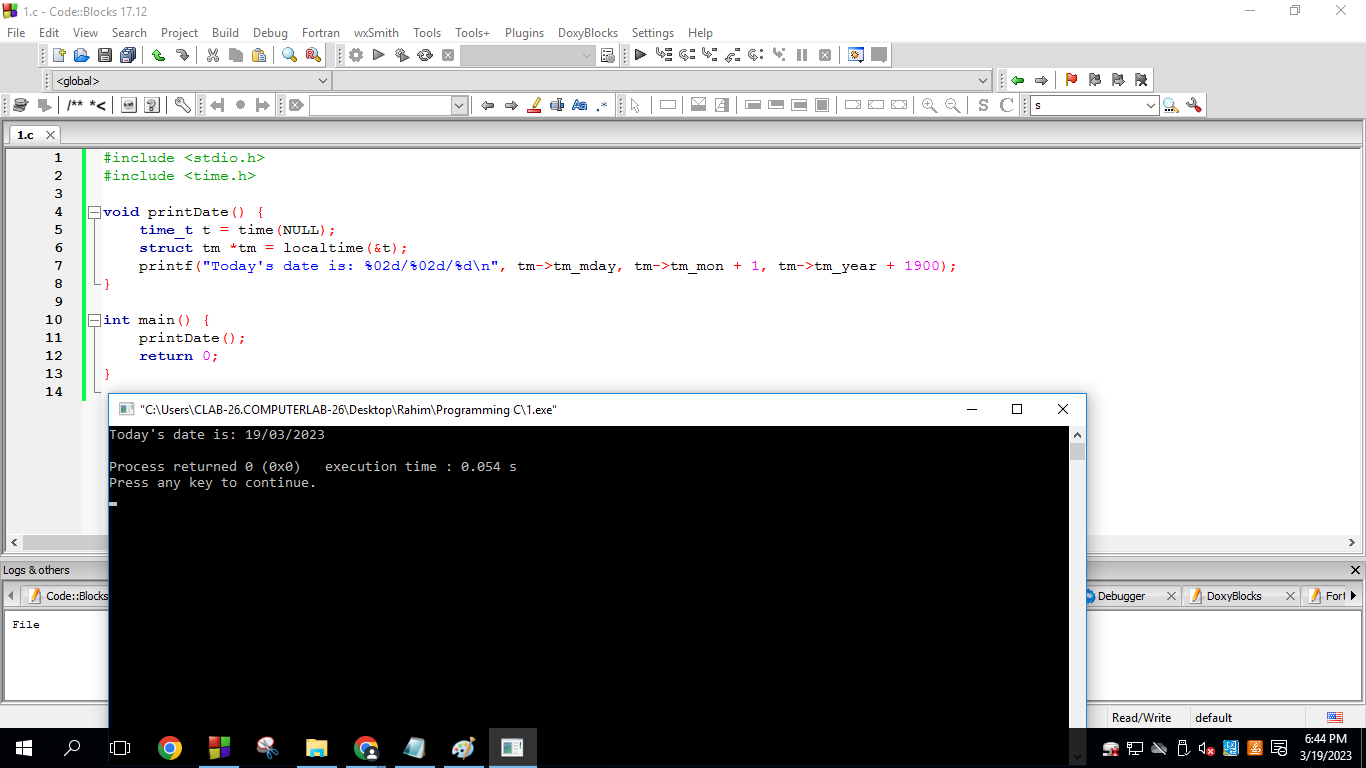 1.c - Code::Blocks 17.12
File Edit View Search Project Build Debug Fortran wxSmith Tools Tools+ Plugins DoxyBlocks Settings Help
<global>
/** *<
Aa .*
S C s
1.c
1 #include <stdio.h>
2 #include <time.h>
3
4 void printDate() {
5 time_t t = time(NULL);
6 struct tm *tm = localtime(&t);
7 printf("Today's date is: %02d/%02d/%d\n", tm->tm_mday, tm->tm_mon + 1, tm->tm_year + 1900);
8 }
9
10 int main() {
11 printDate();
12 return 0;
13 }
14
"C:\Users\CLAB-26.COMPUTERLAB-26\Desktop\Rahim\Programming C\1.exe"
Today's date is: 19/03/2023
Process returned 0 (0x0) execution time : 0.054 s
Press any key to continue.
Logs & others
Code::Blocks Debugger DoxyBlocks Fort
File
Read/Write default
6:44 PM
3/19/2023